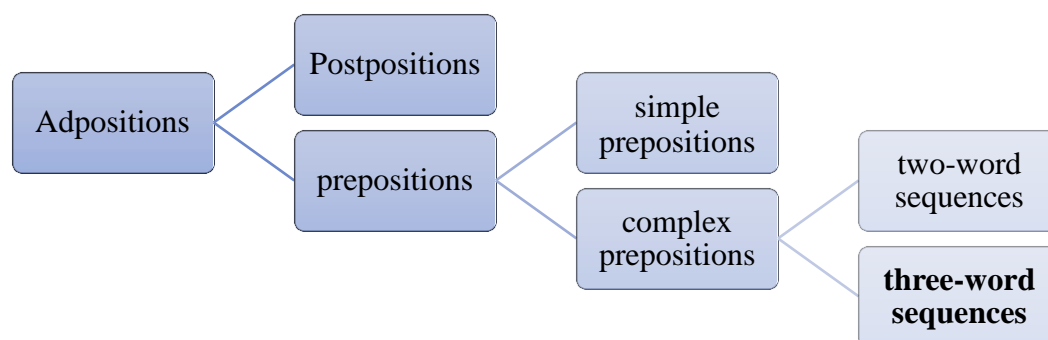 Adpositions
Postpositions
prepositions
simple
prepositions
complex
prepositions
two-word
sequences
three-word
sequences